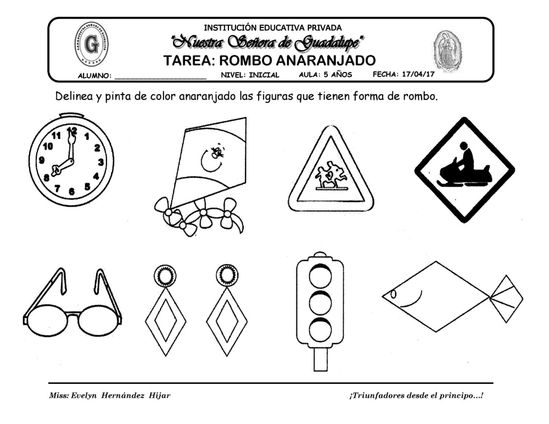 INSTITUCIÓN EDUCATIVA PRIVADA
"Nuestra Señora de Guadalupe"
TAREA: ROMBO ANARANJADO
ALUMNO: ____________________ NIVEL: INICIAL AULA: 5 AÑOS FECHA: 17/04/17
G
Delinea y pinta de color anaranjado las figuras que tienen forma de rombo.
12
11 1
10 2
9 3
8 4
7 5
6
Miss: Evelyn Hernández Hijar ¡Triunfadores desde el principo...!